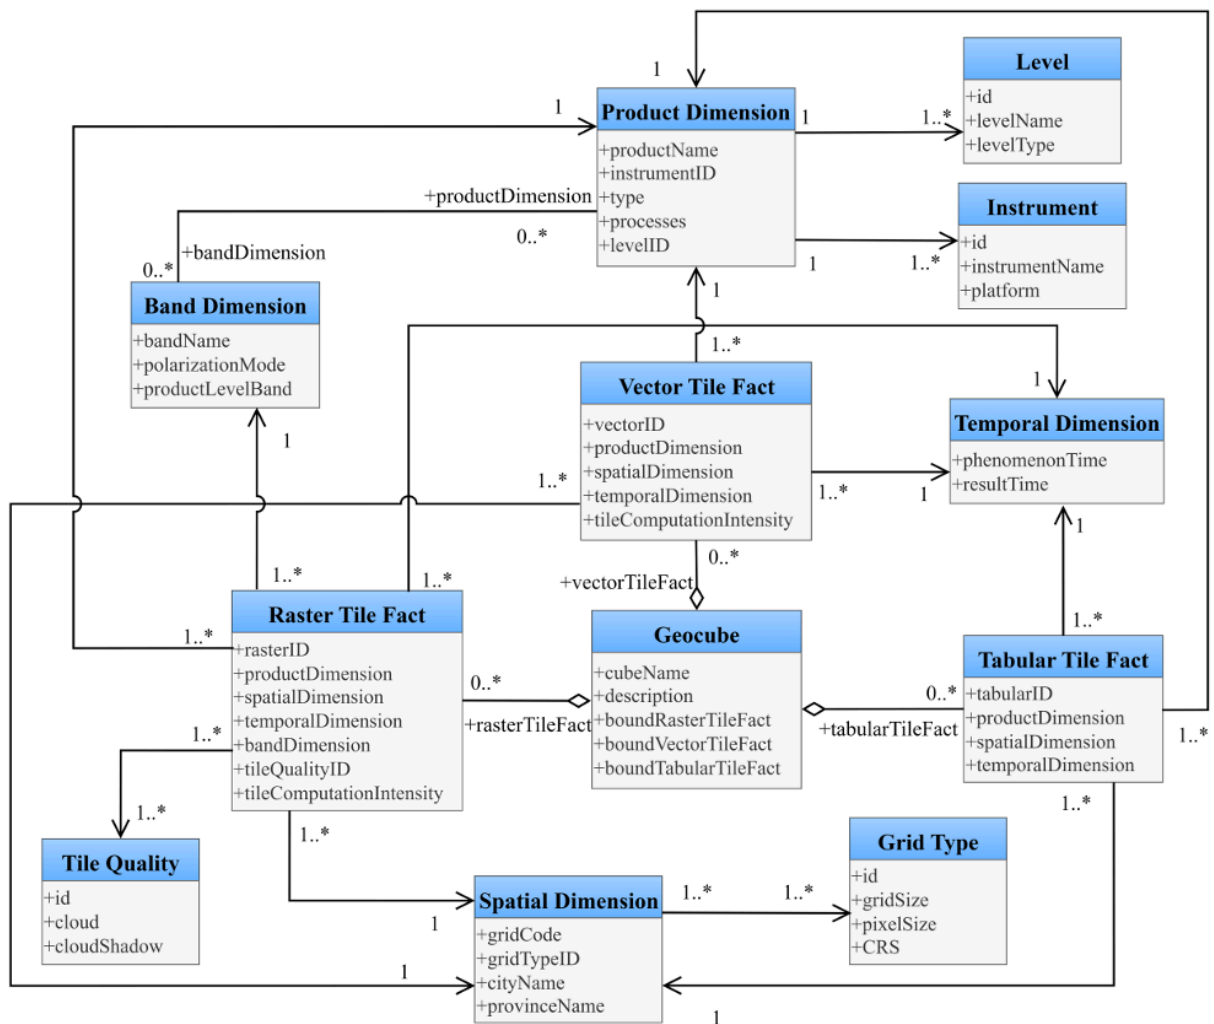 1
Level
+id
+levelName
+levelType
1
Product Dimension
+productName
+instrumentID
+type
+processes
+levelID
1
1..*
Instrument
+id
+instrumentName
+platform
1
1..*
+productDimension
0..*
+bandDimension
0..*
Band Dimension
+bandName
+polarizationMode
+productLevelBand
1
1
1..*
Vector Tile Fact
+vectorID
+productDimension
+spatialDimension
+temporalDimension
+tileComputationIntensity
1..*
1
Temporal Dimension
+phenomenonTime
+resultTime
1..*
1
1
0..*
+vectorTileFact
1..*
1..*
1..*
Raster Tile Fact
+rasterID
+productDimension
+spatialDimension
+temporalDimension
+bandDimension
+tileQualityID
+tileComputationIntensity
1..*
0..*
+rasterTileFact
Geocube
+cubeName
+description
+boundRasterTileFact
+boundVectorTileFact
+boundTabularTileFact
0..*
+tabularTileFact
1..*
Tabular Tile Fact
+tabularID
+productDimension
+spatialDimension
+temporalDimension
1..*
1..*
1..*
1..*
Tile Quality
+id
+cloud
+cloudShadow
1
1
Spatial Dimension
+gridCode
+gridTypeID
+cityName
+provinceName
1..*
1..*
Grid Type
+id
+gridSize
+pixelSize
+CRS
1